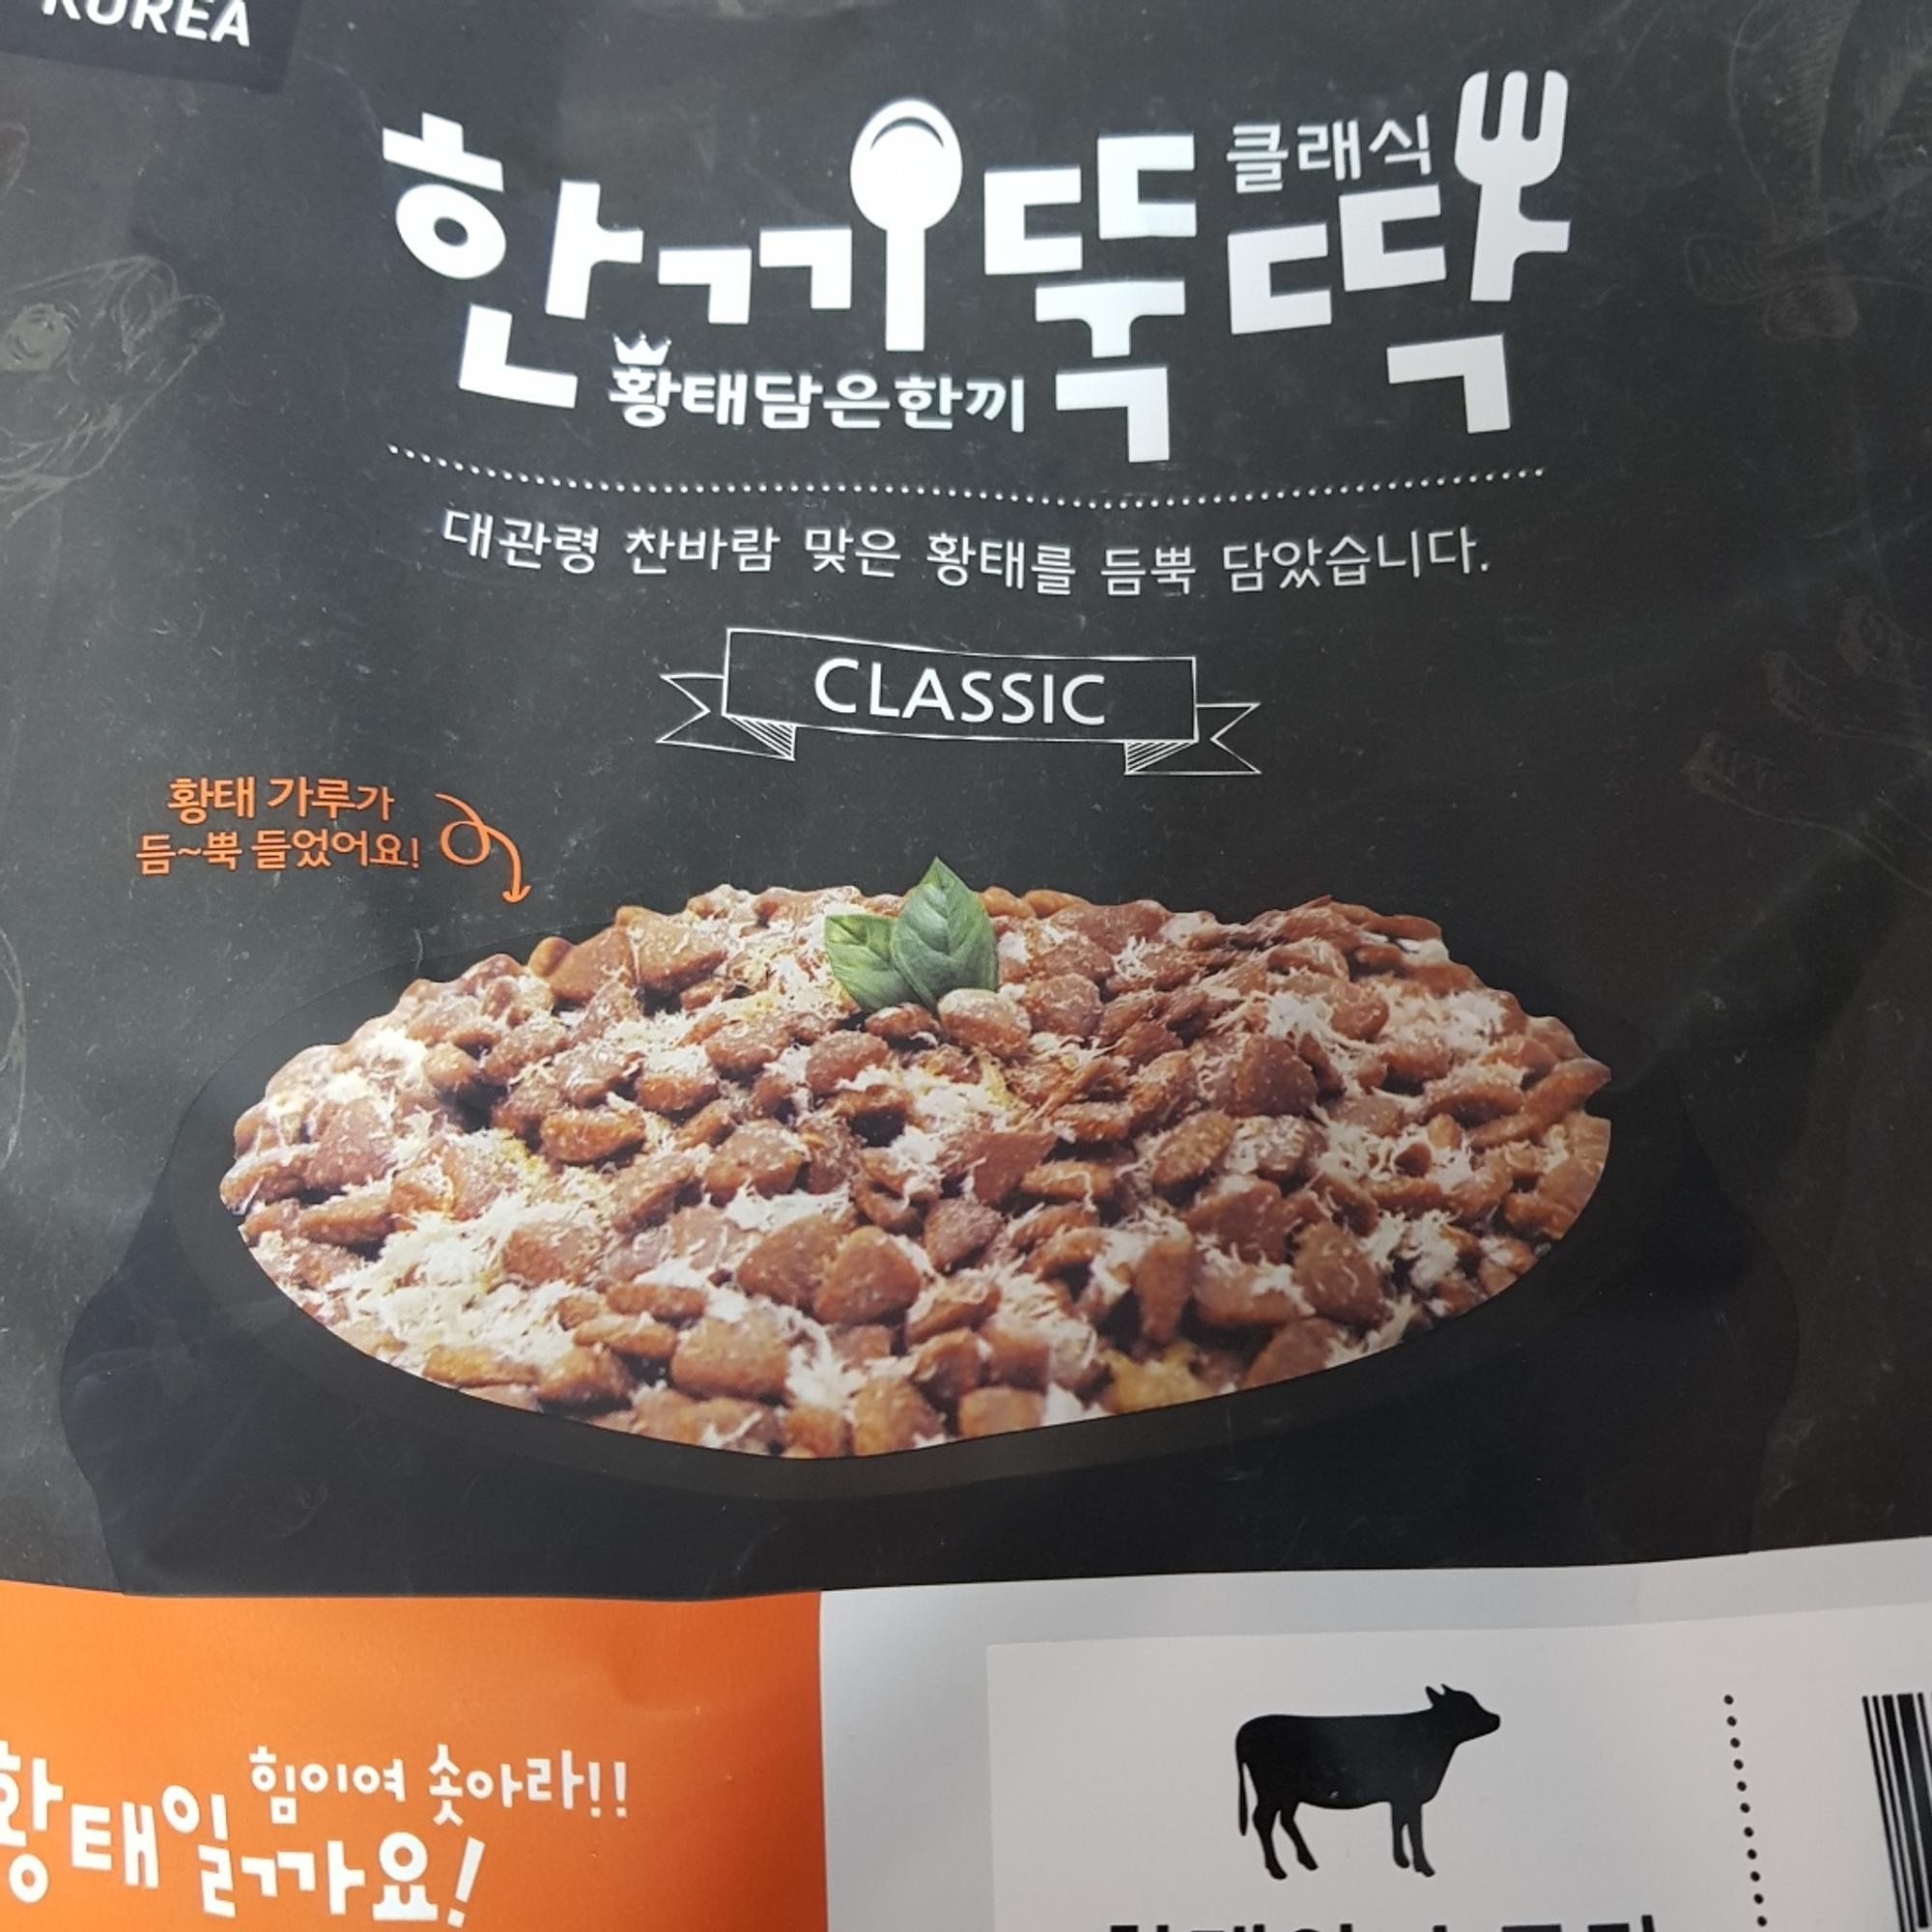 KOREA
한끼뚝딱
클래식
황태담은한끼
대관령 찬바람 맞은 황태를 듬뿍 담았습니다.
CLASSIC
황태 가루가
듬~뿍 들었어요!
힘이여 솟아라!!
황태일까요!